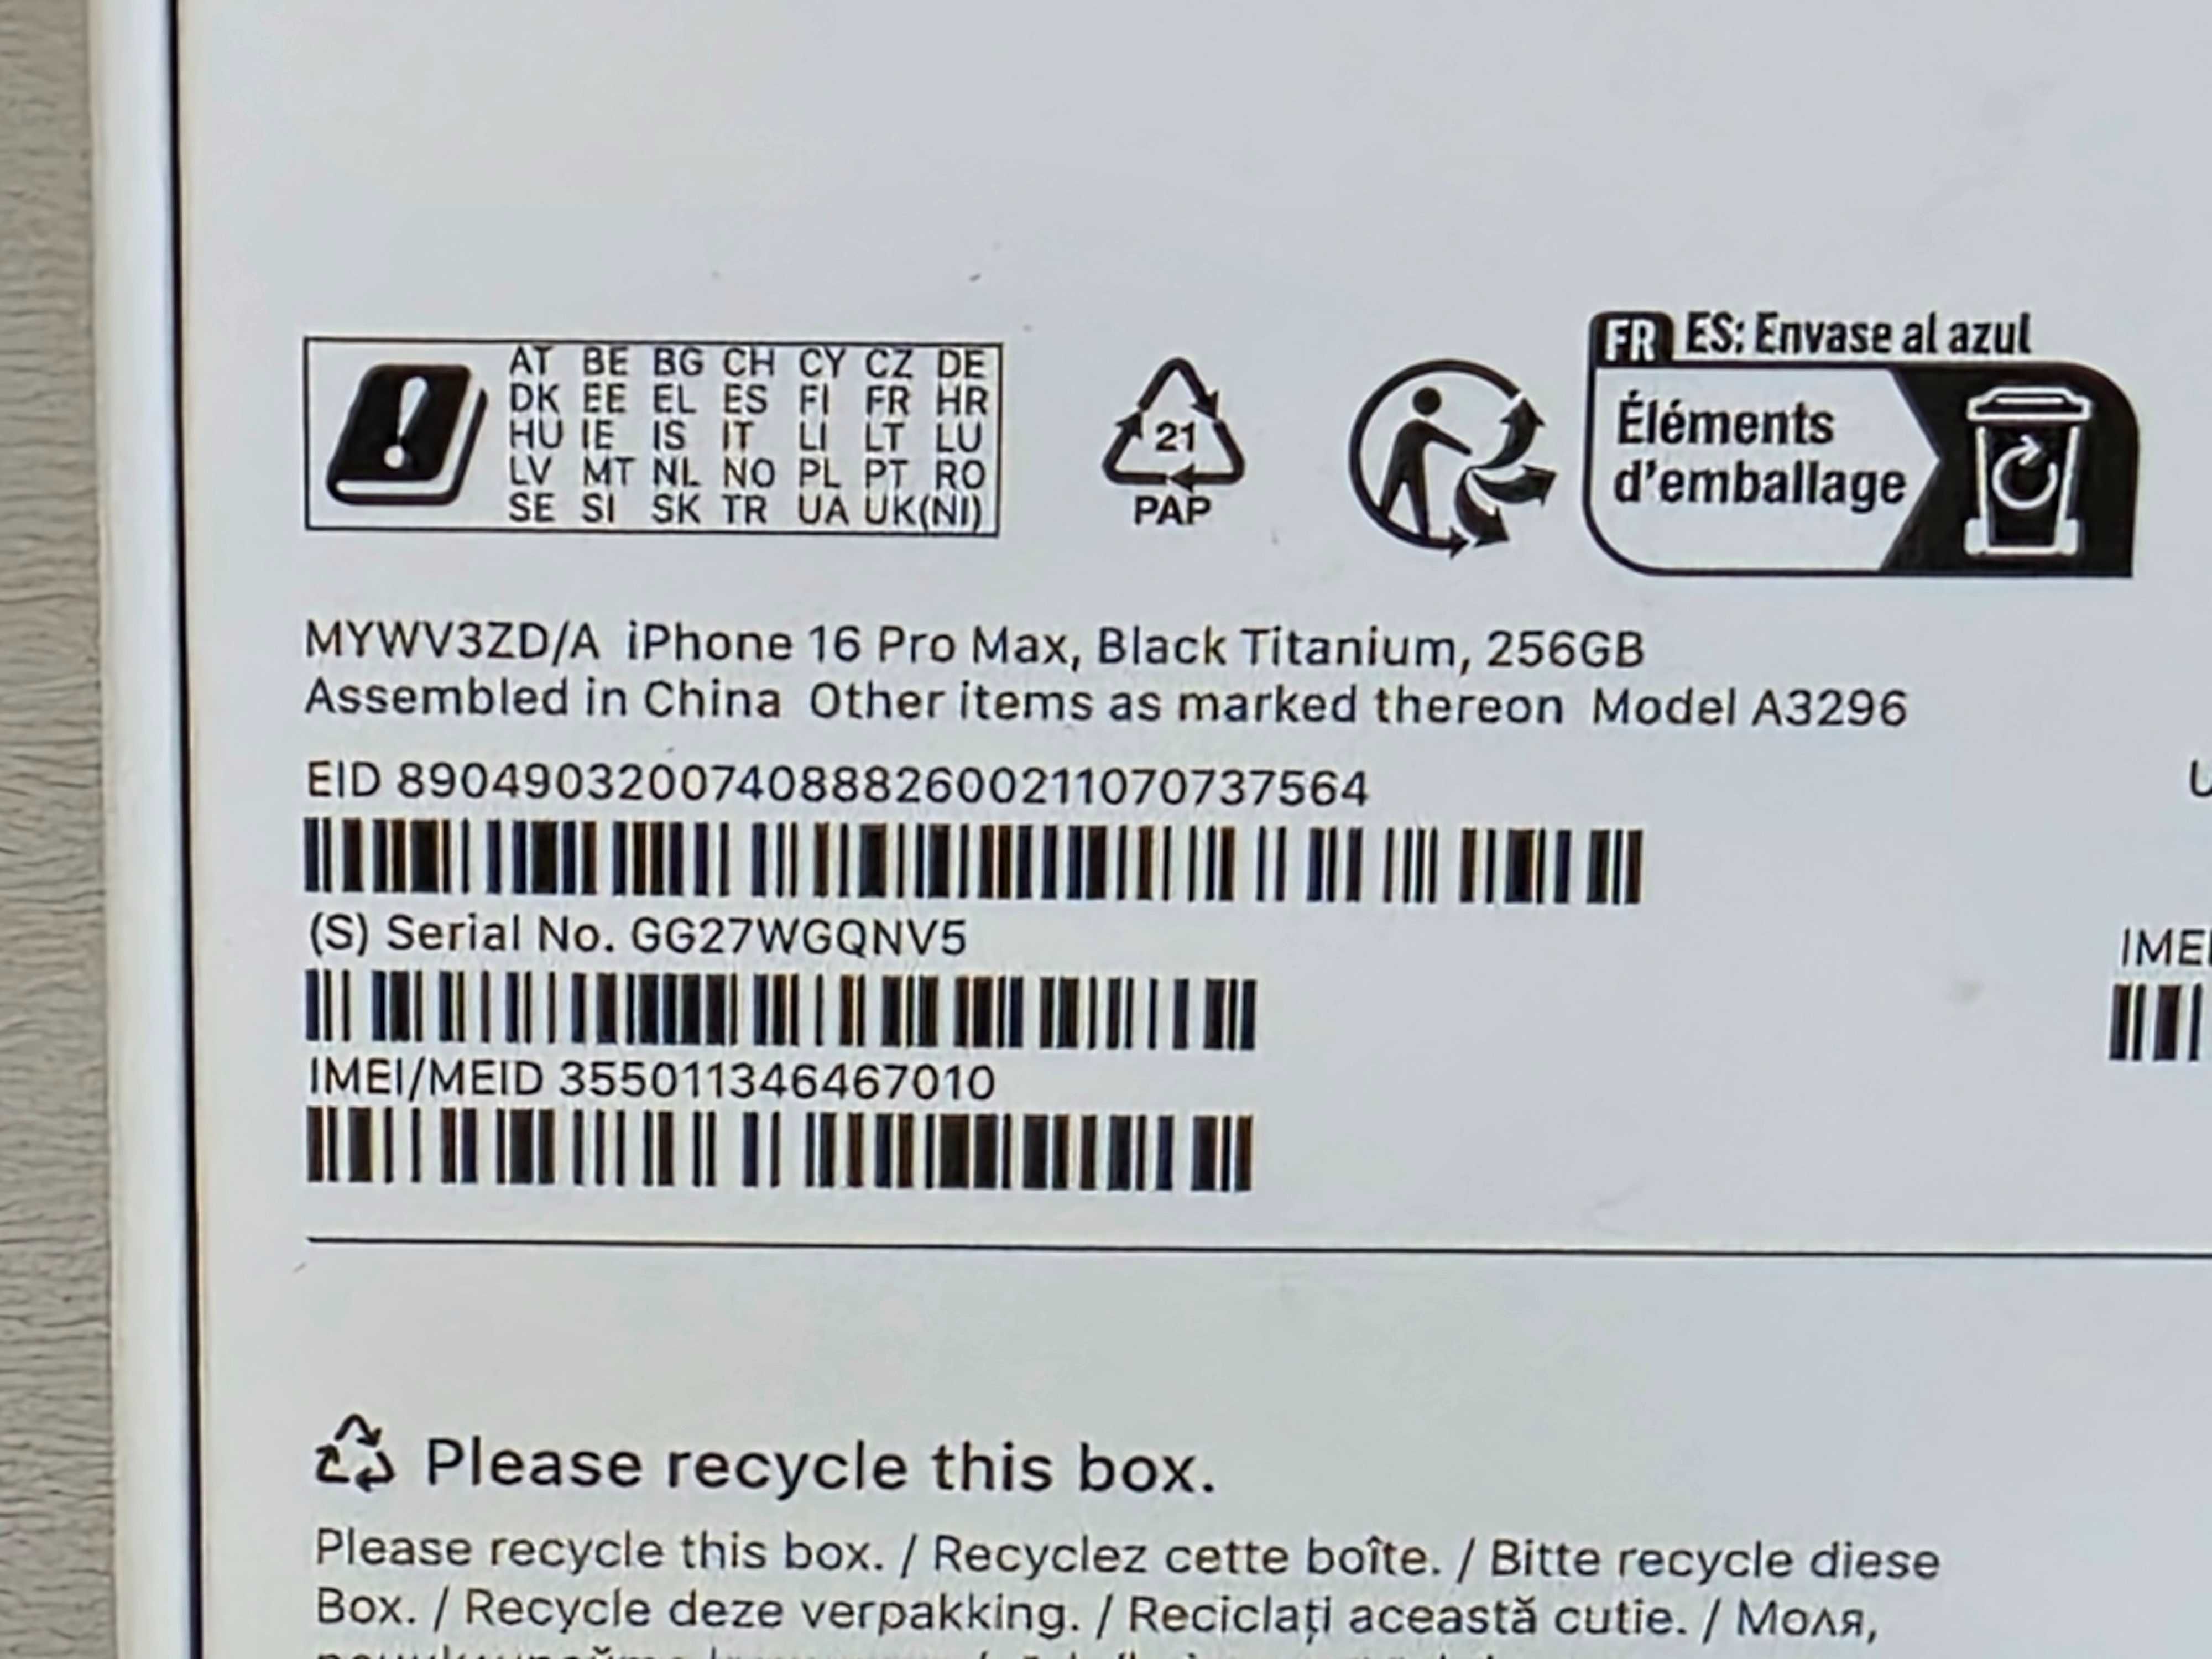 AT BE BG CH CY CZ DE
DK EE EL ES FI FR HR
HU IE IS IT LI LT LU
LV MT NL NO PL PT RO
SE SI SK TR UA UK(NI)
21
PAP
FR ES: Envase al azul
Éléments
d'emballage
MYWV3ZD/A iPhone 16 Pro Max, Black Titanium, 256GB
Assembled in China Other items as marked thereon Model A3296
EID 89049032007408882600211070737564
(S) Serial No. GG27WGQNV5
IMEI/MEID 355011346467010
Please recycle this box.
Please recycle this box. / Recyclez cette boîte. / Bitte recycle diese
Box. / Recycle deze verpakking. / Reciclați această cutie. / Моля,